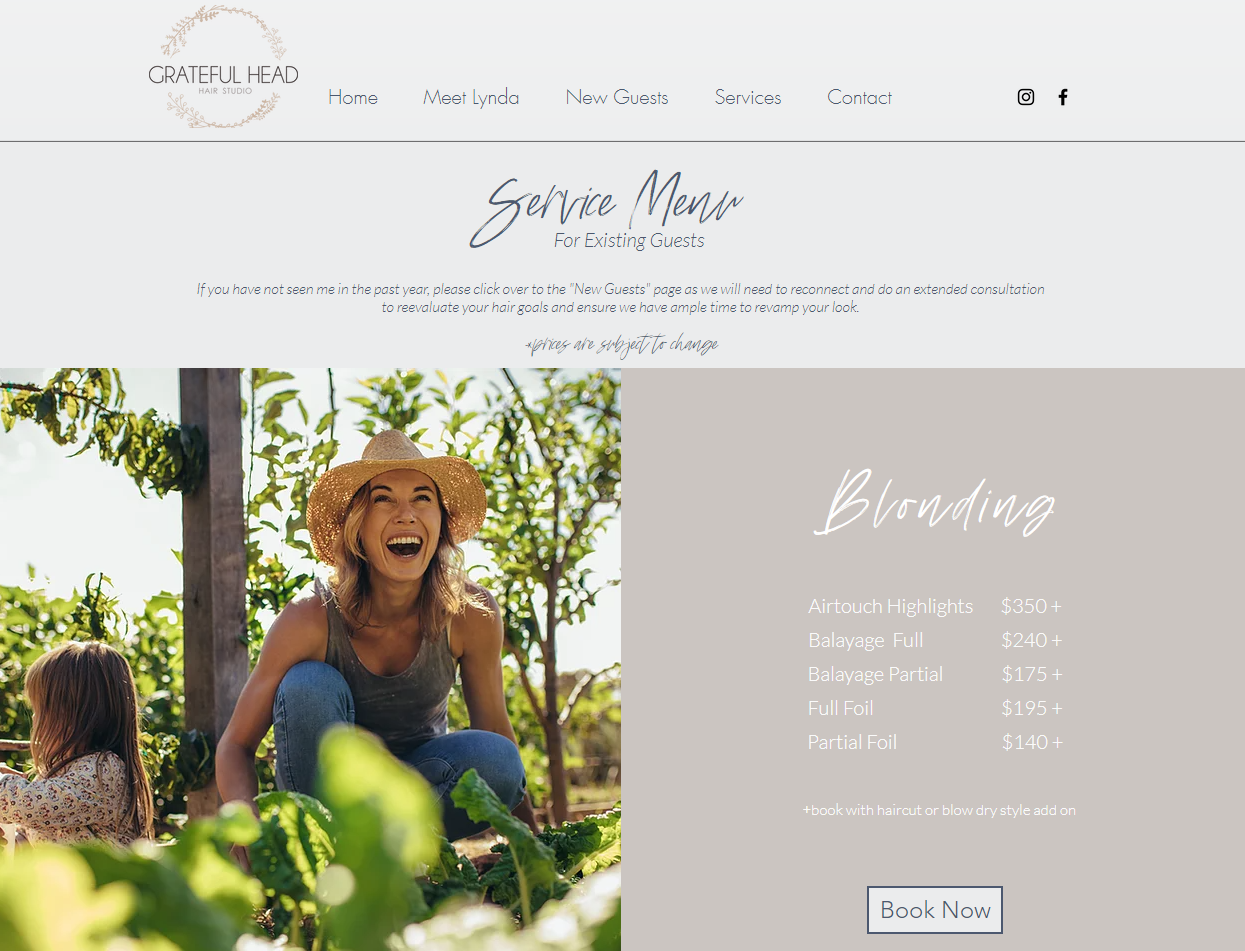 GRATEFUL HEAD
HAIR STUDIO
Home Meet Lynda New Guests Services Contact
Service Menu
For Existing Guests
If you have not seen me in the past year, please click over to the "New Guests" page as we will need to reconnect and do an extended consultation
to reevaluate your hair goals and ensure we have ample time to revamp your look.
*prices are subject to change
Blonding
Airtouch Highlights $350 +
Balayage Full $240 +
Balayage Partial $175 +
Full Foil $195 +
Partial Foil $140 +
+book with haircut or blow dry style add on
Book Now